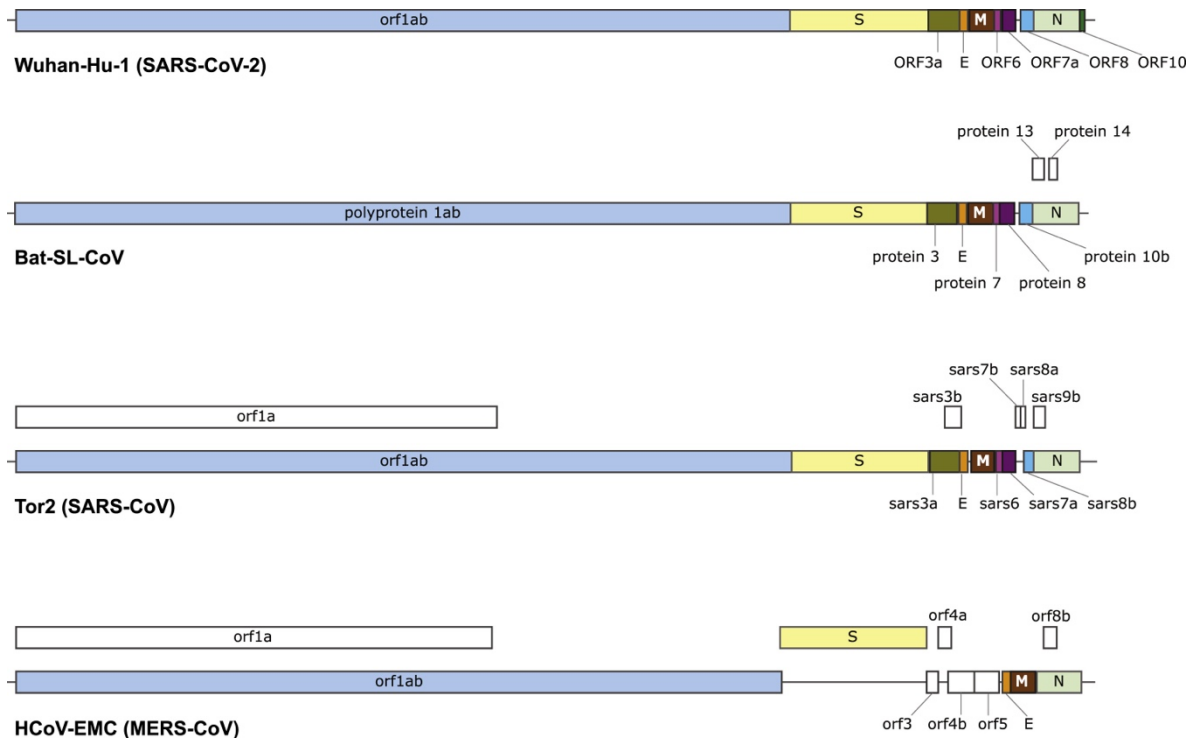 orf1ab S M N
ORF3a E ORF6 ORF7a ORF8 ORF10
Wuhan-Hu-1 (SARS-CoV-2)
protein 13 protein 14
polyprotein 1ab S M N
protein 3 E protein 10b
protein 7 protein 8
Bat-SL-CoV
sars7b sars8a
sars3b sars9b
orf1a
orf1ab S M N
sars3a E sars6 sars7a sars8b
Tor2 (SARS-CoV)
orf4a orf8b
orf1a S
orf1ab M N
orf3 orf4b orf5 E
HCoV-EMC (MERS-CoV)